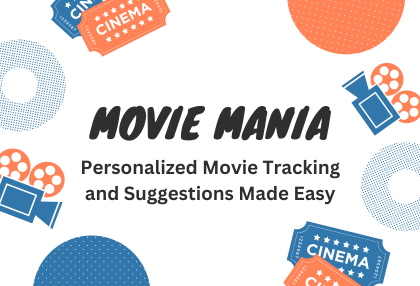 CINEMA
MOVIE MANIA
Personalized Movie Tracking
and Suggestions Made Easy
CINEMA